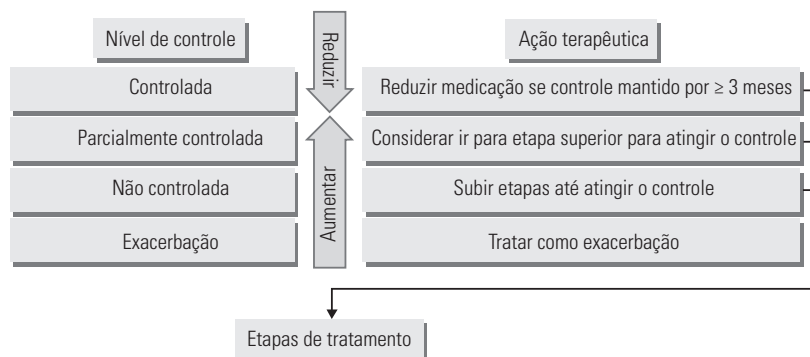 Nível de controle
Reduzir
Ação terapêutica
Controlada
Reduzir medicação se controle mantido por ≥ 3 meses
Parcialmente controlada
Aumentar
Considerar ir para etapa superior para atingir o controle
Não controlada
Subir etapas até atingir o controle
Exacerbação
Tratar como exacerbação
Etapas de tratamento